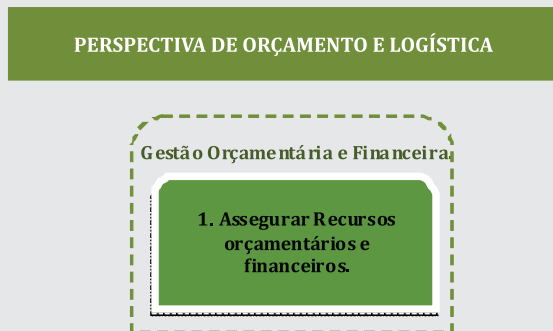 PERSPECTIVA DE ORÇAMENTO E LOGÍSTICA
Gestão Orçamentária e Financeira.
1. Assegurar Recursos
orçamentários e
financeiros.